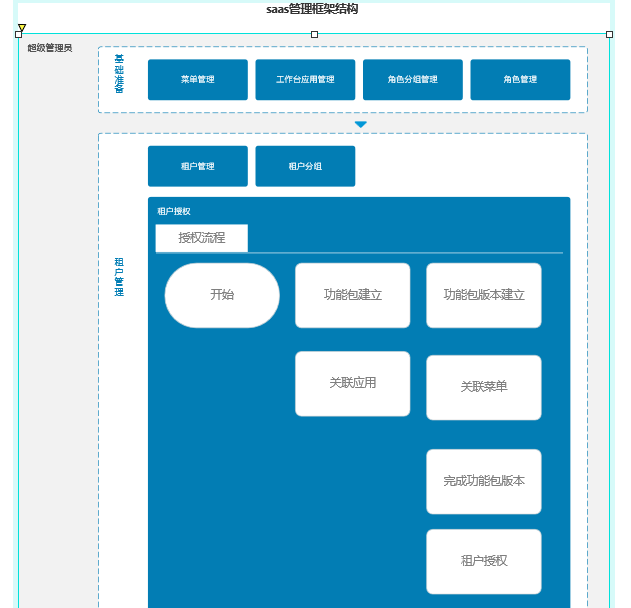 saas管理框架结构
超级管理员
基础准备
菜单管理
工作台应用管理
角色分组管理
角色管理
租户管理
租户管理
租户分组
租户授权
授权流程
开始
功能包建立
功能包版本建立
关联应用
关联菜单
完成功能包版本
租户授权